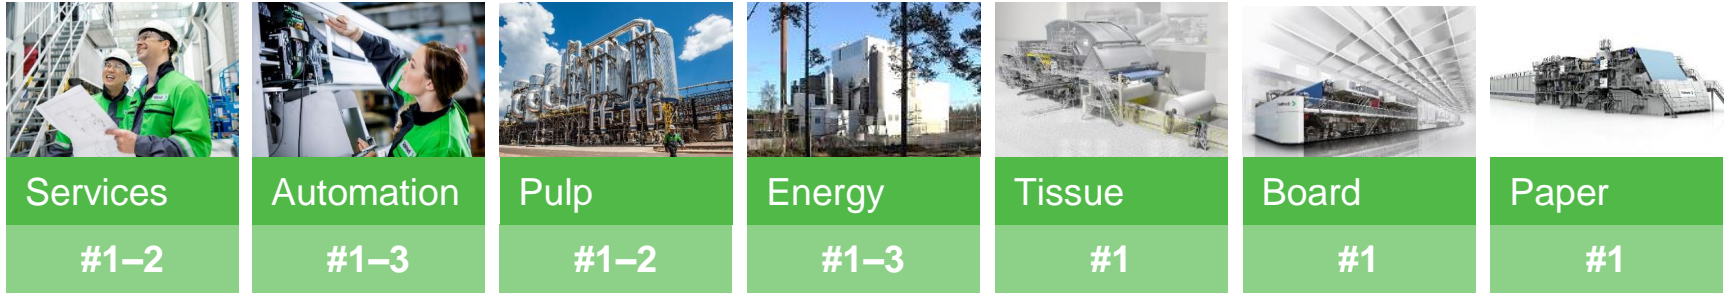 Services
Automation
Pulp
Energy
Tissue
Board
Paper
#1–2
#1–3
#1–2
#1–3
#1
#1
#1